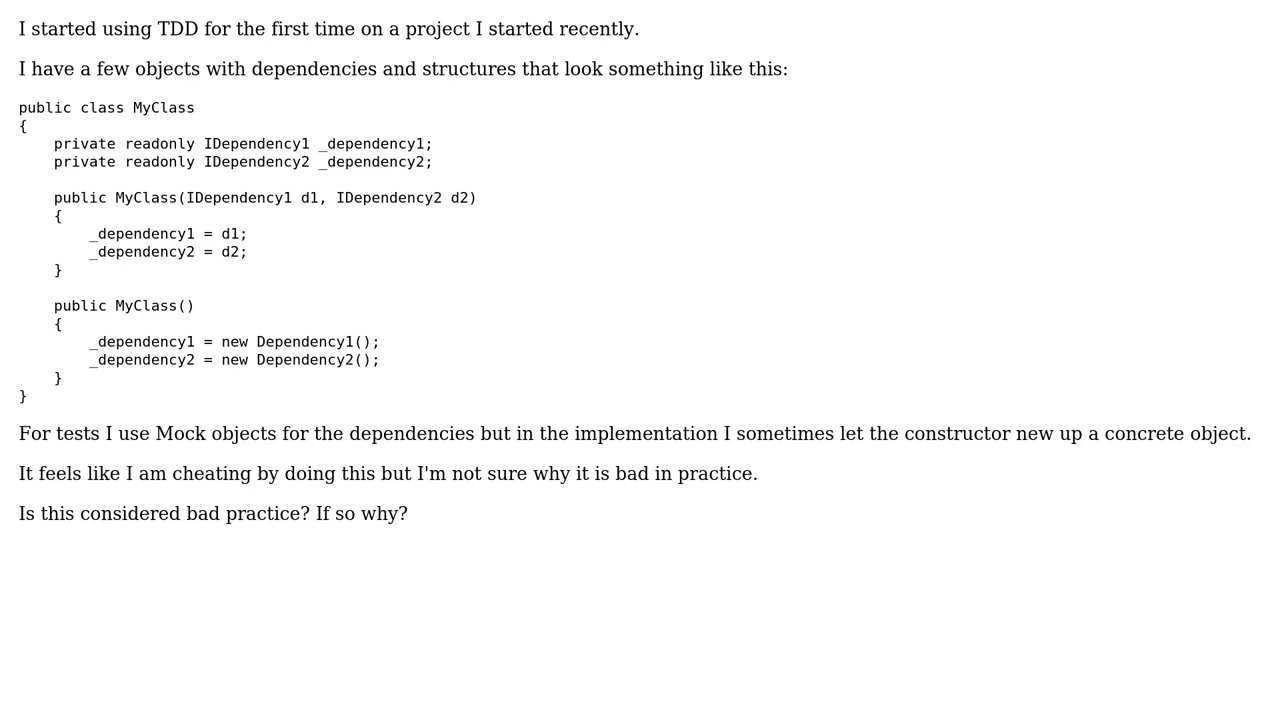 I started using TDD for the first time on a project I started recently.
I have a few objects with dependencies and structures that look something like this:
public class MyClass
{
    private readonly IDependency1 _dependency1;
    private readonly IDependency2 _dependency2;

    public MyClass(IDependency1 d1, IDependency2 d2)
    {
        _dependency1 = d1;
        _dependency2 = d2;
    }

    public MyClass()
    {
        _dependency1 = new Dependency1();
        _dependency2 = new Dependency2();
    }
}
For tests I use Mock objects for the dependencies but in the implementation I sometimes let the constructor new up a concrete object.
It feels like I am cheating by doing this but I'm not sure why it is bad in practice.
Is this considered bad practice? If so why?